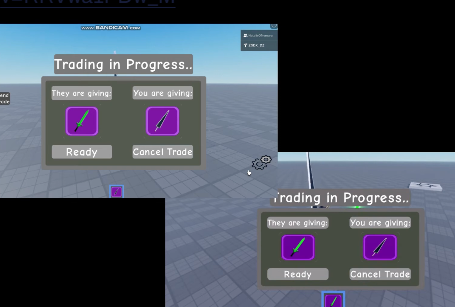 www.BANDICAM.com
Trading in Progress..
They are giving:
You are giving:
Ready
Cancel Trade
Trading in Progress..
They are giving:
You are giving:
Ready
Cancel Trade